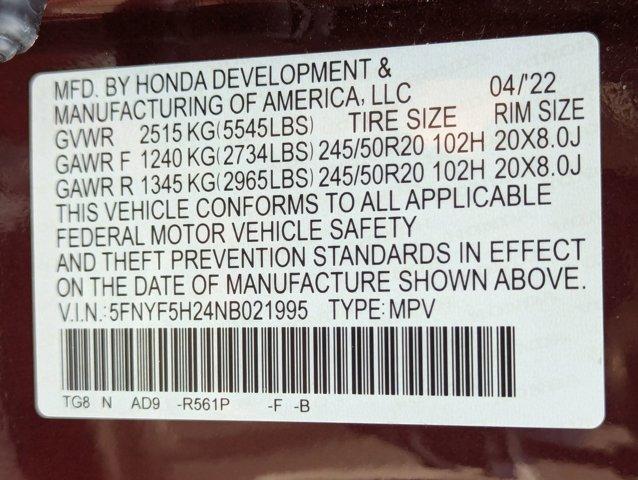 MFD. BY HONDA DEVELOPMENT &
MANUFACTURING OF AMERICA, LLC 04/'22
GVWR 2515 KG(5545LBS) TIRE SIZE RIM SIZE
GAWR F 1240 KG(2734LBS) 245/50R20 102H 20X8.0J
GAWR R 1345 KG(2965LBS) 245/50R20 102H 20X8.0J
THIS VEHICLE CONFORMS TO ALL APPLICABLE
FEDERAL MOTOR VEHICLE SAFETY
AND THEFT PREVENTION STANDARDS IN EFFECT
ON THE DATE OF MANUFACTURE SHOWN ABOVE.
V.I.N.:5FNYF5H24NB021995 TYPE:MPV
TG8 N AD9 -R561P -F -B